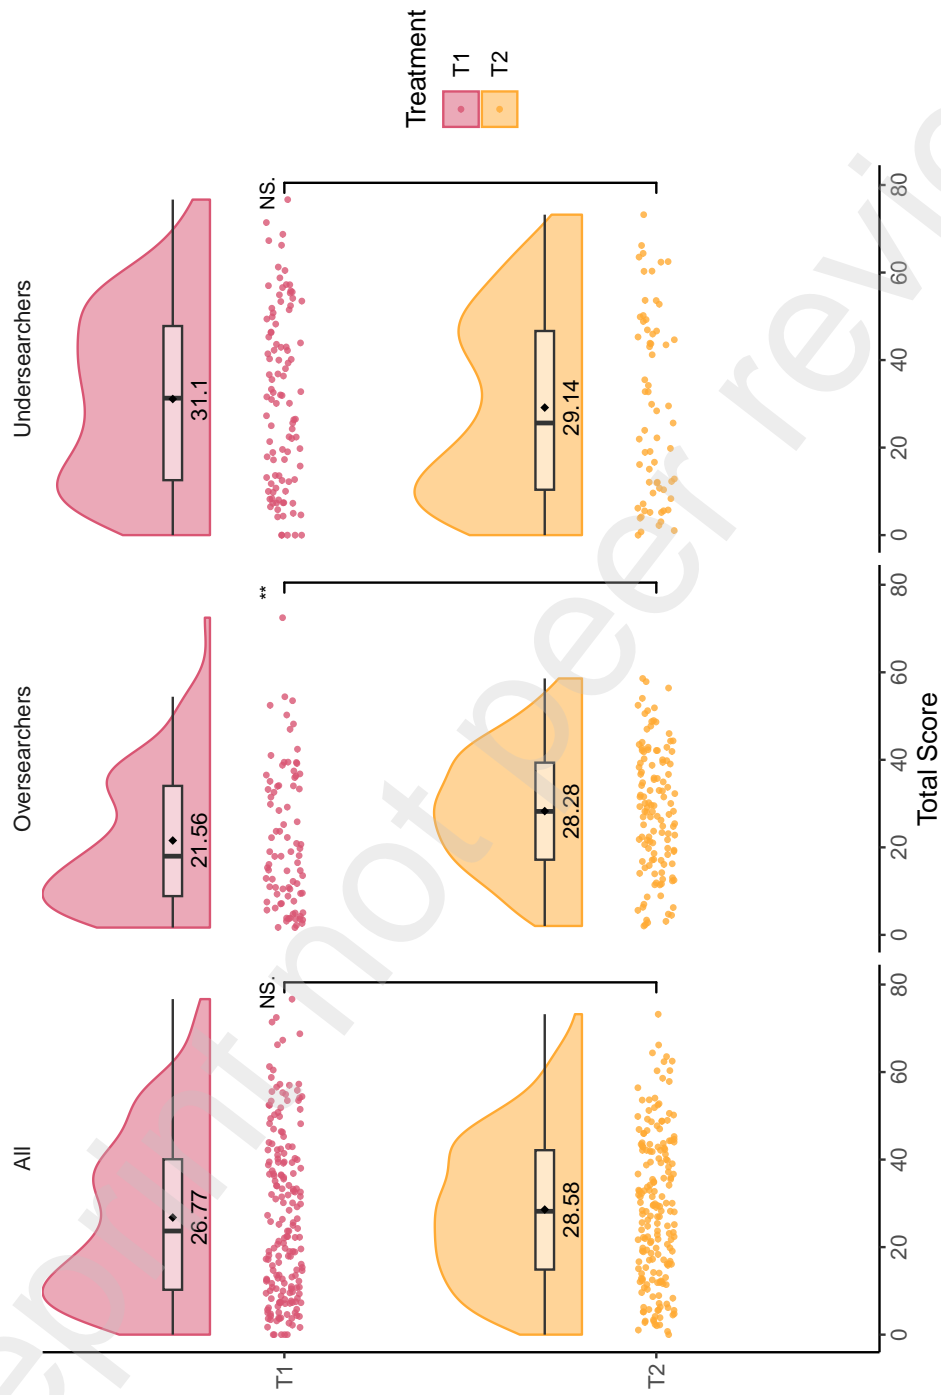 All
Oversearchers
Undersearchers
T1
26.77
NS.
21.56
**
31.1
NS.
T2
28.58
28.28
29.14
0 20 40 60 80
0 20 40 60 80
0 20 40 60 80
Total Score
Treatment
T1
T2
eprint not peer revie